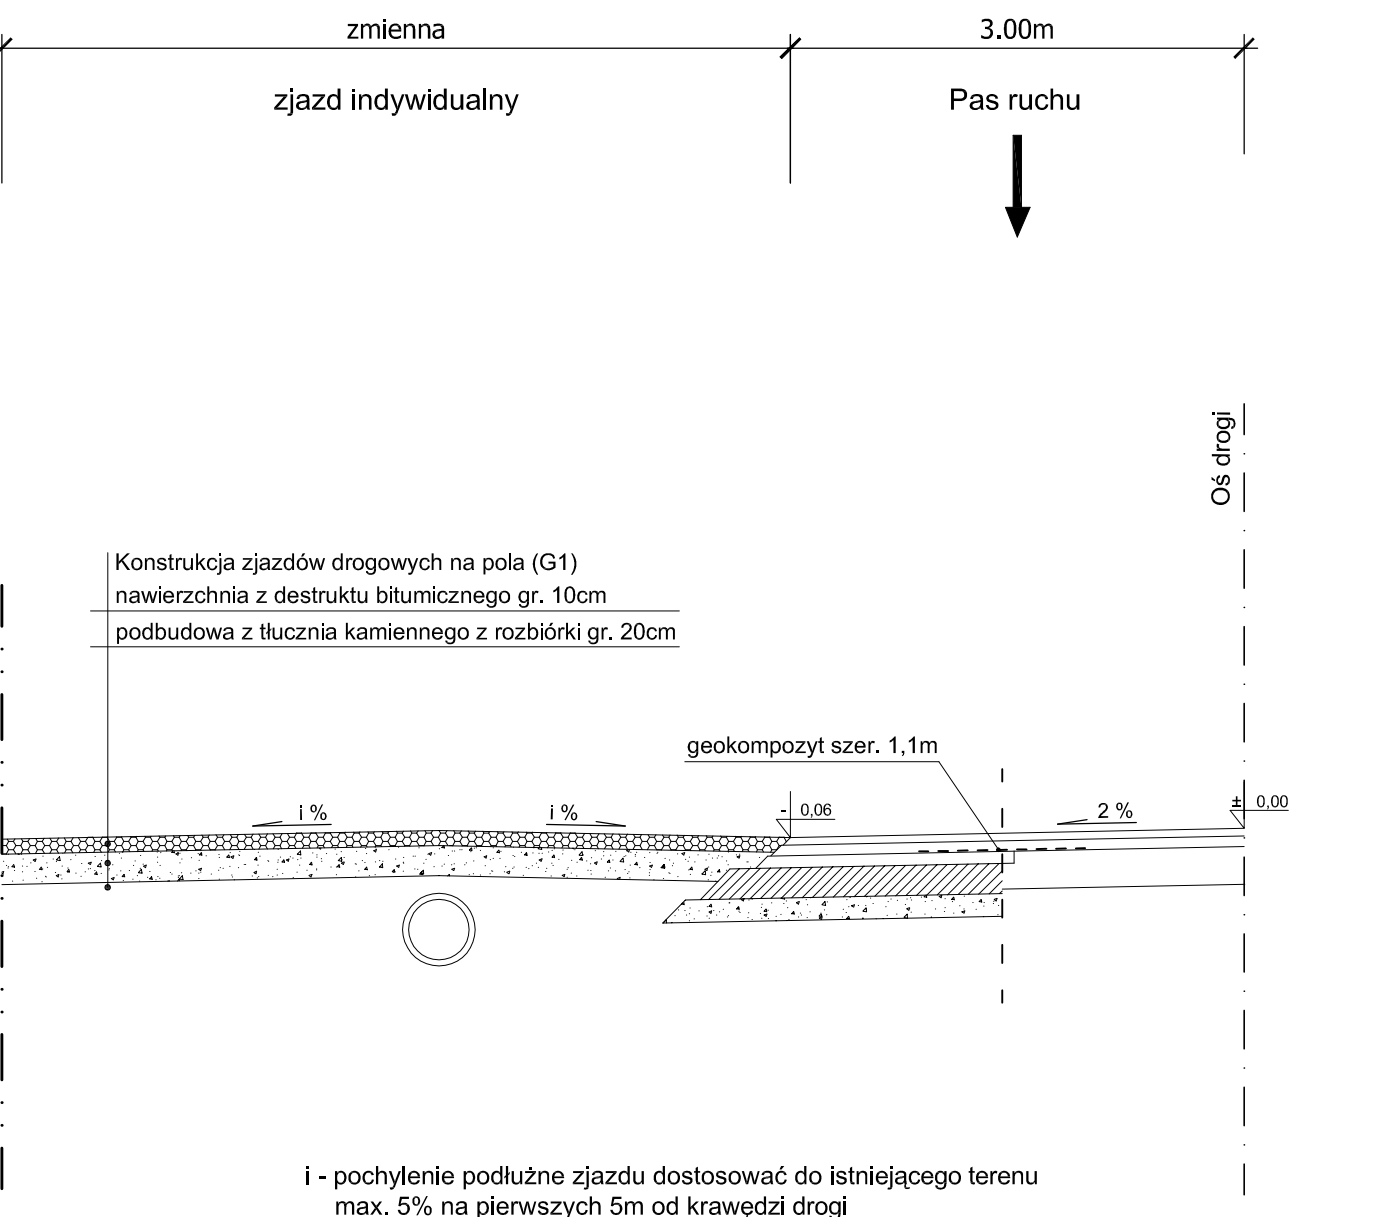 zmienna
3.00m
zjazd indywidualny
Pas ruchu
Oś drogi
Konstrukcja zjazdów drogowych na pola (G1)
nawierzchnia z destruktu bitumicznego gr. 10cm
podbudowa z tłucznia kamiennego z rozbiórki gr. 20cm
geokompozyt szer. 1,1m
i %
i %
- 0,06
2 %
± 0,00
i - pochylenie podłużne zjazdu dostosować do istniejącego terenu
max. 5% na pierwszych 5m od krawędzi drogi